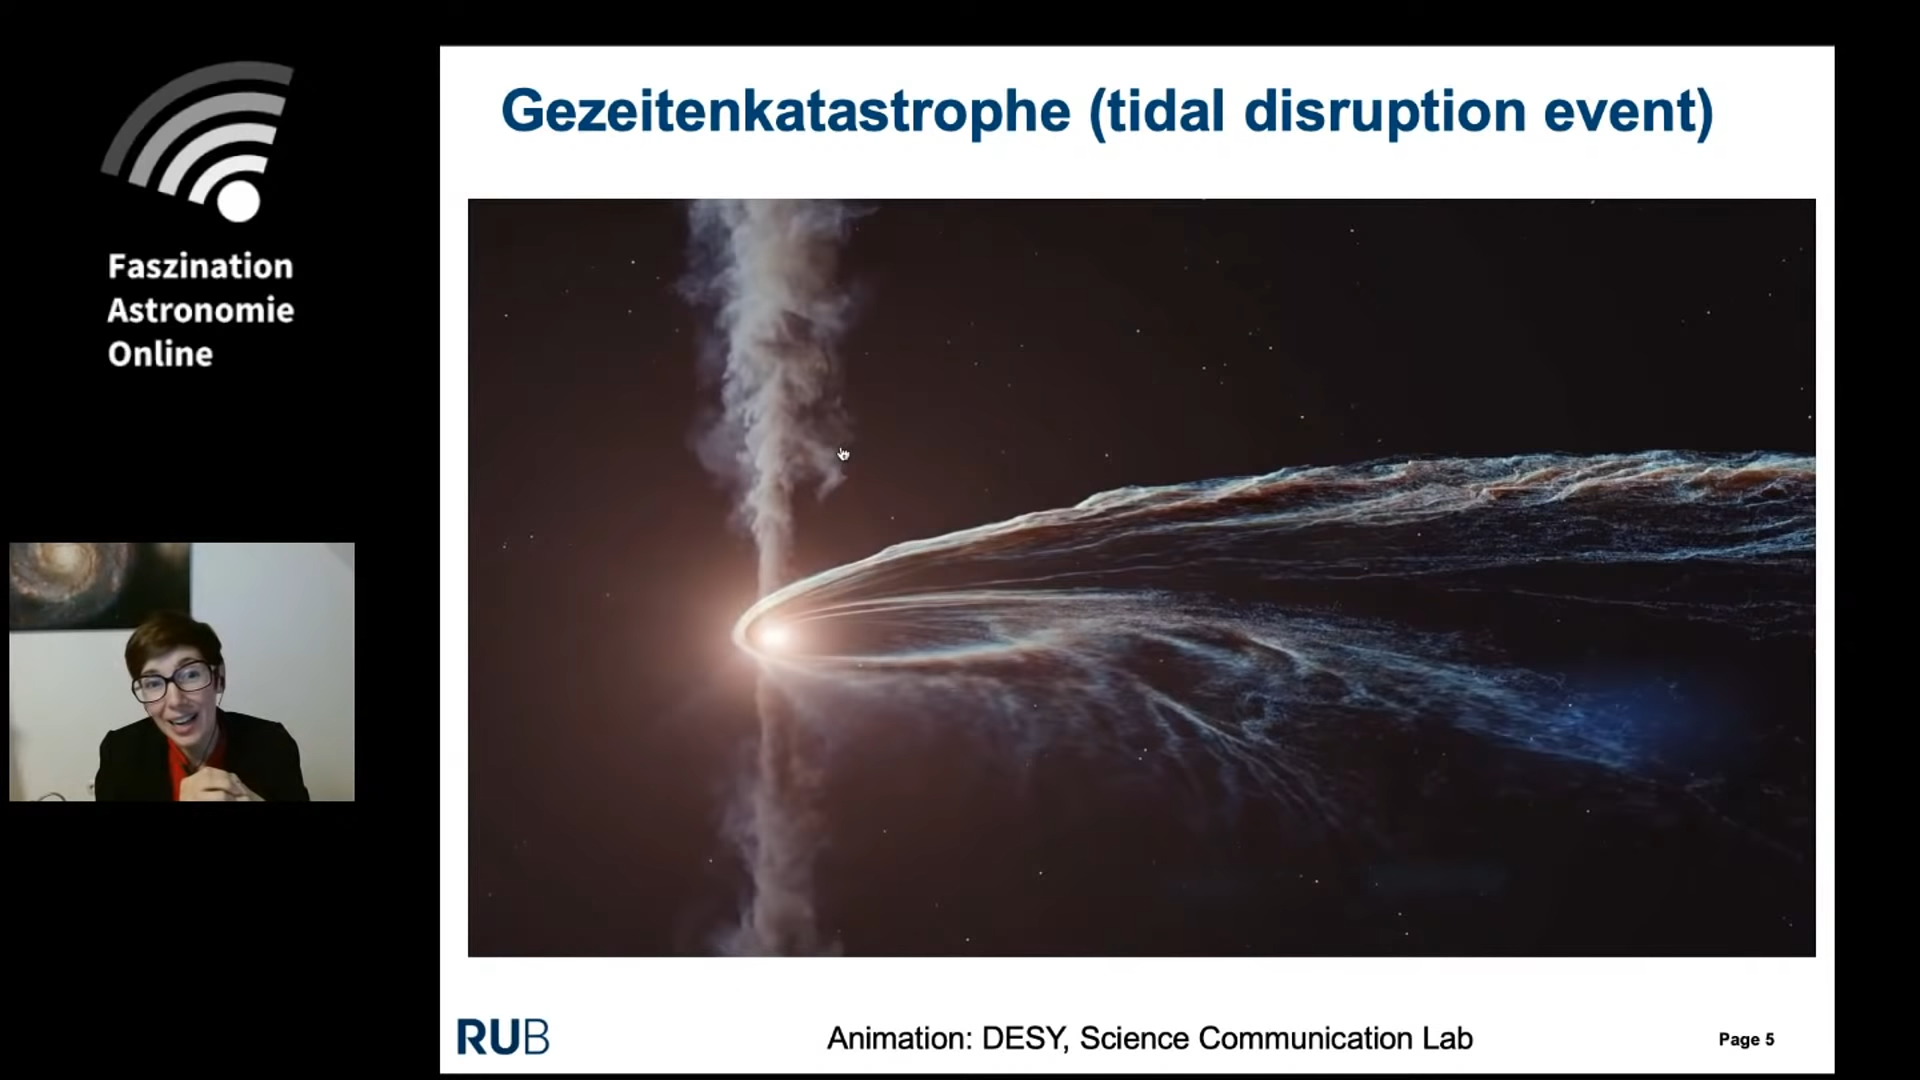 Faszination
Astronomie
Online
Gezeitenkatastrophe (tidal disruption event)
RUB
Animation: DESY, Science Communication Lab
Page 5